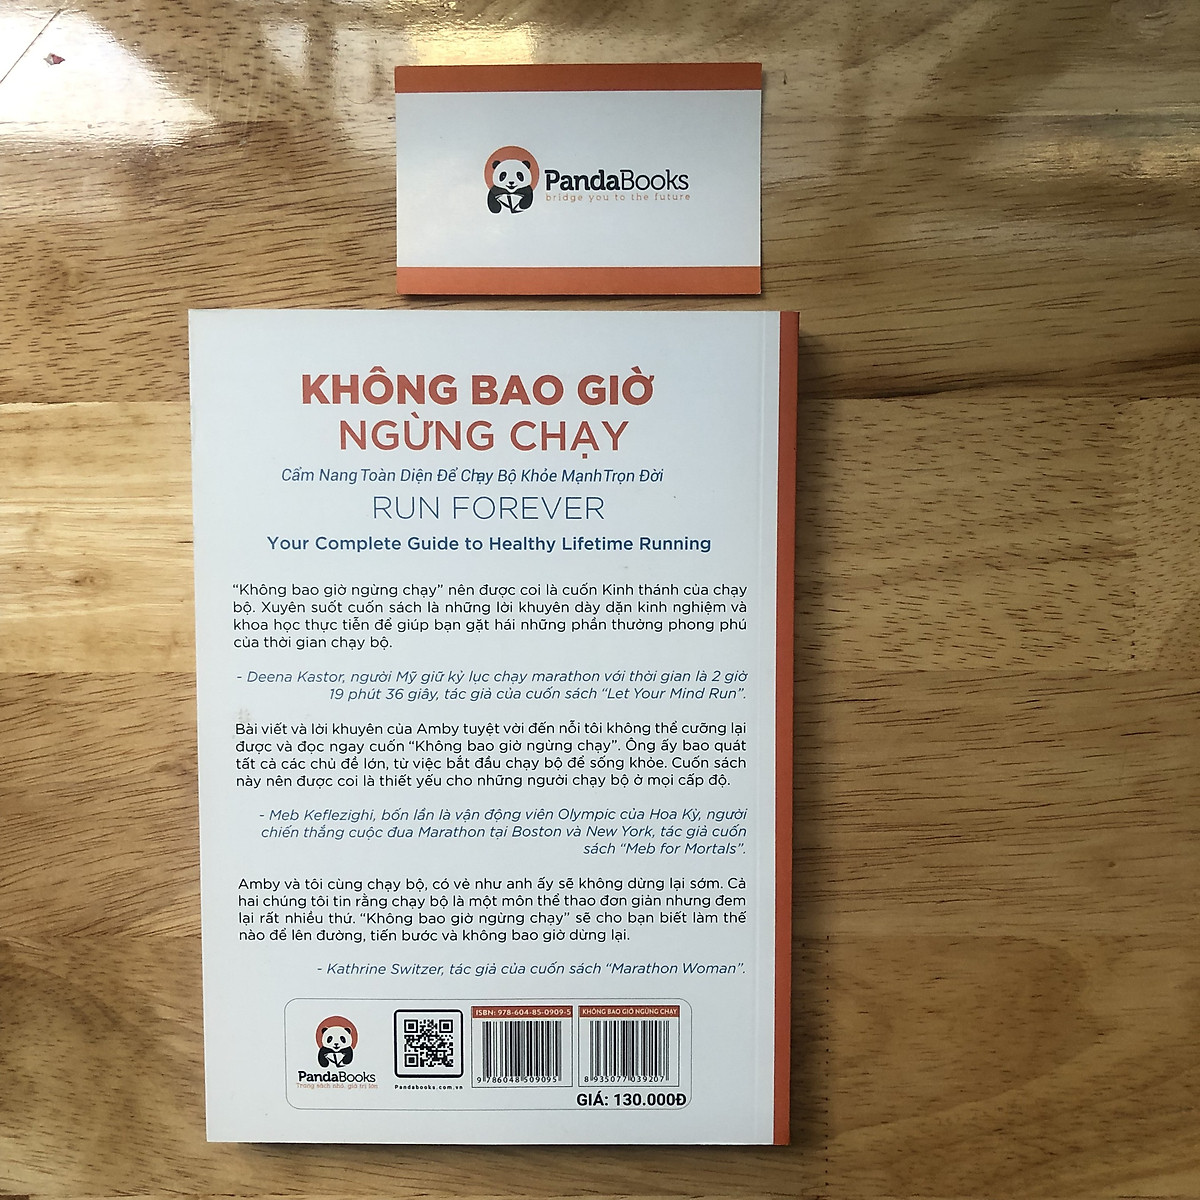 PandaBooks
bridge you to the future
KHÔNG BAO GIỜ
NGỪNG CHẠY
Cẩm Nang Toàn Diện Để Chạy Bộ Khỏe Mạnh Trọn Đời
RUN FOREVER
Your Complete Guide to Healthy Lifetime Running
“Không bao giờ ngừng chạy” nên được coi là cuốn Kinh thánh của chạy
bộ. Xuyên suốt cuốn sách là những lời khuyên dày dặn kinh nghiệm và
khoa học thực tiễn để giúp bạn gặt hái những phần thưởng phong phú
của thời gian chạy bộ.
- Deena Kastor, người Mỹ giữ kỷ lục chạy marathon với thời gian là 2 giờ
19 phút 36 giây, tác giả của cuốn sách “Let Your Mind Run”.
Bài viết và lời khuyên của Amby tuyệt vời đến nỗi tôi không thể cưỡng lại
được và đọc ngay cuốn “Không bao giờ ngừng chạy”. Ông ấy bao quát
tất cả các chủ đề lớn, từ việc bắt đầu chạy bộ để sống khỏe. Cuốn sách
này nên được coi là thiết yếu cho những người chạy bộ ở mọi cấp độ.
- Meb Keflezighi, bốn lần là vận động viên Olympic của Hoa Kỳ, người
chiến thắng cuộc đua Marathon tại Boston và New York, tác giả cuốn
sách “Meb for Mortals”.
Amby và tôi cùng chạy bộ, có vẻ như anh ấy sẽ không dừng lại sớm. Cả
hai chúng tôi tin rằng chạy bộ là một môn thể thao đơn giản nhưng đem
lại rất nhiều thứ. “Không bao giờ ngừng chạy” sẽ cho bạn biết làm thế
nào để lên đường, tiến bước và không bao giờ dừng lại.
- Kathrine Switzer, tác giả của cuốn sách “Marathon Woman”.
PandaBooks
Trang sách nhỏ, giá trị lớn
Pandabooks.com.vn
ISBN: 978-604-85-0909-5
9 786048 509095
KHÔNG BAO GIỜ NGỪNG CHẠY
8 935077 039207
GIÁ: 130.000Đ